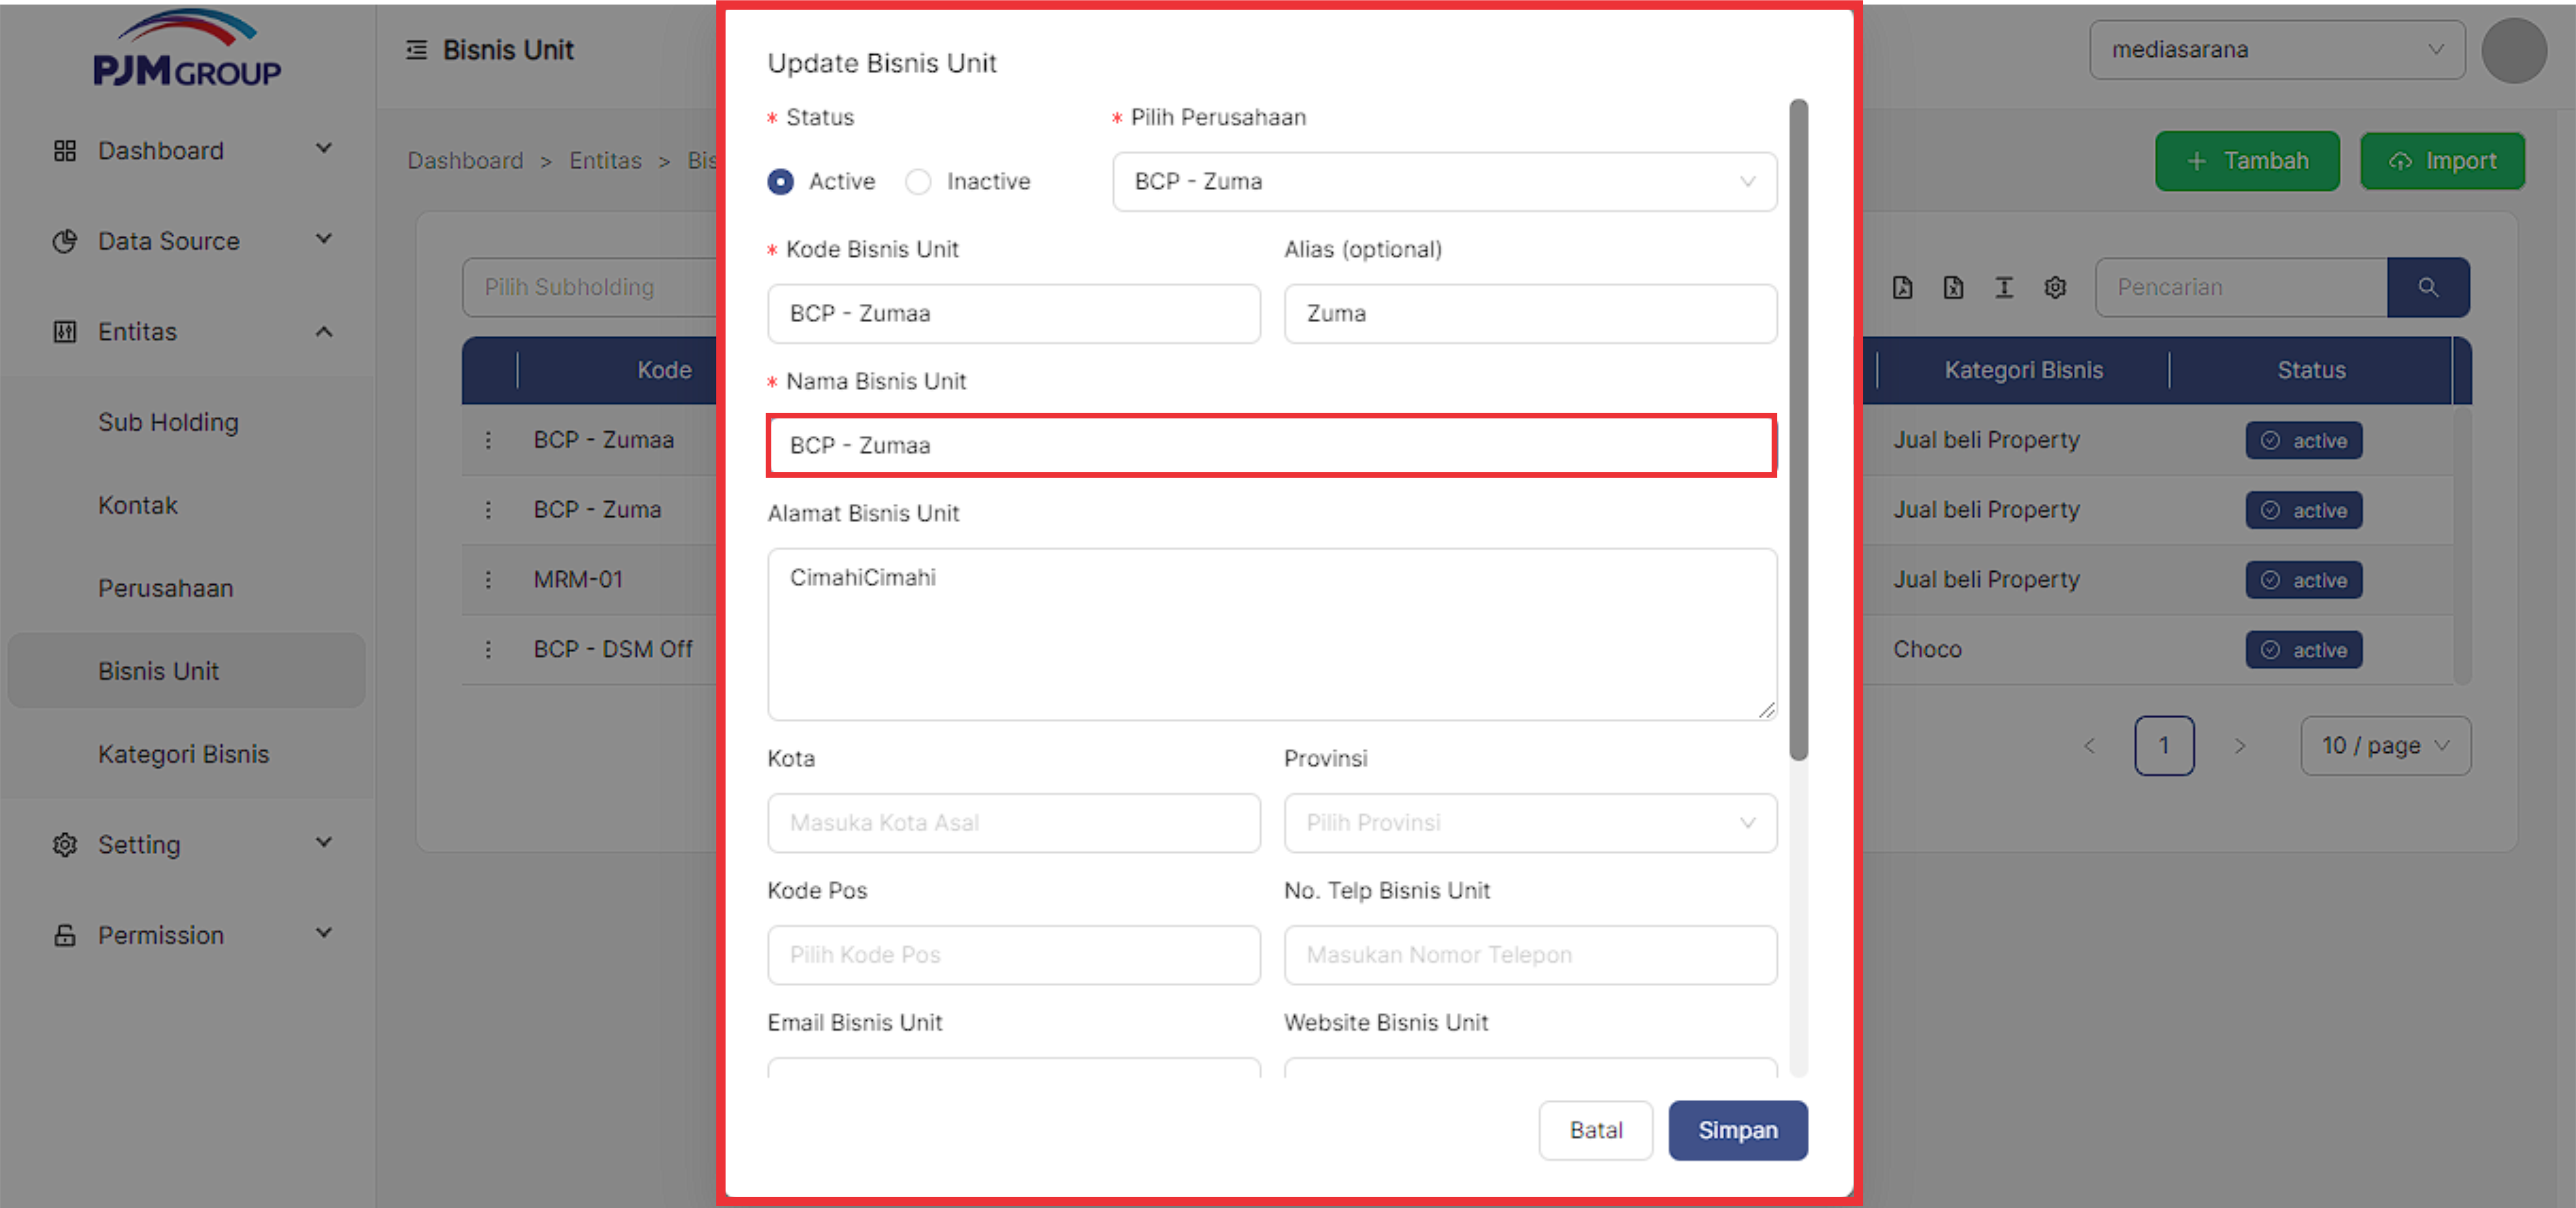 PJM GROUP
Dashboard
Data Source
Entitas
Sub Holding
Kontak
Perusahaan
Bisnis Unit
Kategori Bisnis
Setting
Permission
Bisnis Unit
mediasarana
Dashboard > Entitas > Bis
+ Tambah
Import
Pilih Subholding
Pencarian
Kode
Kategori Bisnis
Status
BCP - Zumaa
Jual beli Property
active
BCP - Zuma
Jual beli Property
active
MRM-01
Jual beli Property
active
BCP - DSM Off
Choco
active
< 1 >
10 / page
Update Bisnis Unit
* Status
* Pilih Perusahaan
Active
Inactive
BCP - Zuma
* Kode Bisnis Unit
Alias (optional)
BCP - Zumaa
Zuma
* Nama Bisnis Unit
BCP - Zumaa
Alamat Bisnis Unit
CimahiCimahi
Kota
Provinsi
Masuka Kota Asal
Pilih Provinsi
Kode Pos
No. Telp Bisnis Unit
Pilih Kode Pos
Masukan Nomor Telepon
Email Bisnis Unit
Website Bisnis Unit
Batal
Simpan